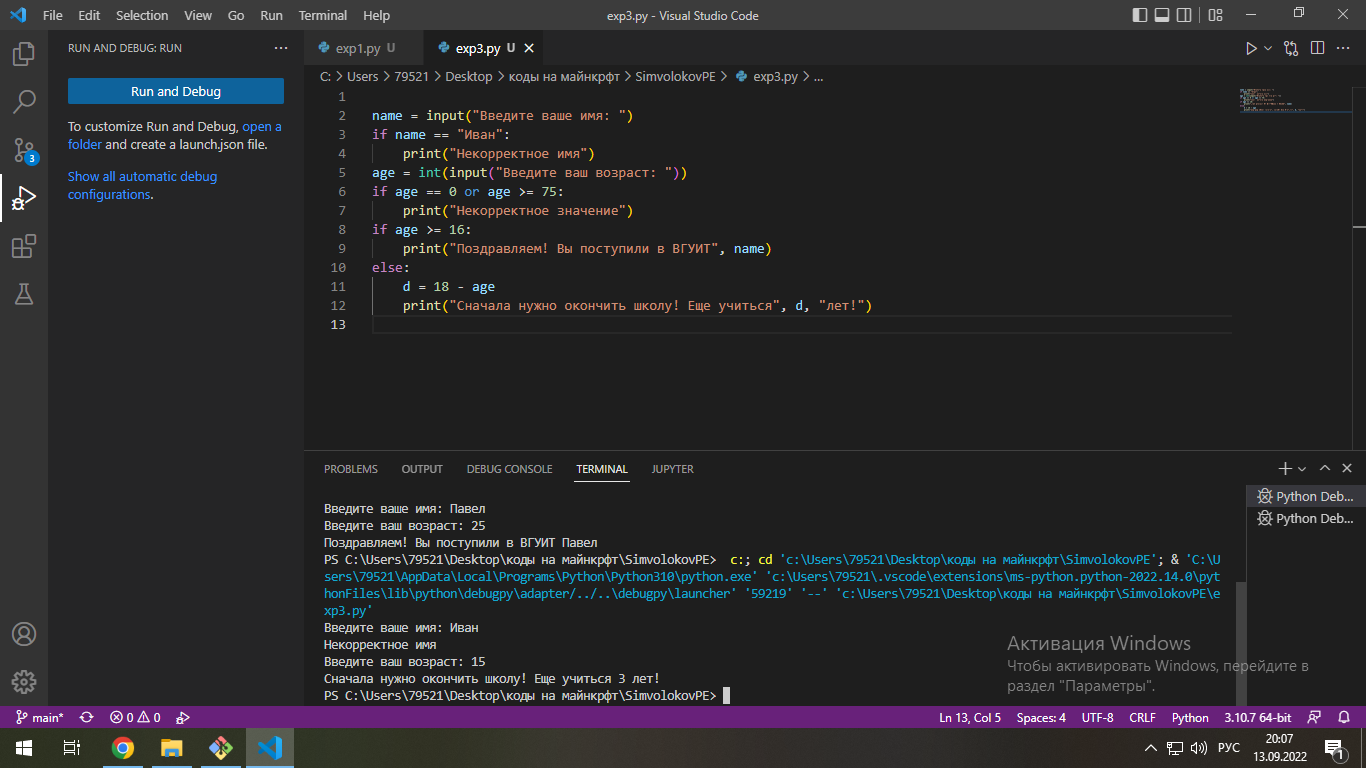 File Edit Selection View Go Run Terminal Help exp3.py - Visual Studio Code
RUN AND DEBUG: RUN ...
Run and Debug
To customize Run and Debug, open a
folder and create a launch.json file.
Show all automatic debug
configurations.
3
exp1.py U exp3.py U
C: > Users > 79521 > Desktop > коды на майнкрфт > SimvolokovPE > exp3.py > ...
1
2 name = input("Введите ваше имя: ")
3 if name == "Иван":
4 print("Некорректное имя")
5 age = int(input("Введите ваш возраст: "))
6 if age == 0 or age >= 75:
7 print("Некорректное значение")
8 if age >= 16:
9 print("Поздравляем! Вы поступили в ВГУИТ", name)
10 else:
11 d = 18 - age
12 print("Сначала нужно окончить школу! Еще учиться", d, "лет!")
13
PROBLEMS OUTPUT DEBUG CONSOLE TERMINAL JUPYTER
Python Deb...
Python Deb...
Введите ваше имя: Павел
Введите ваш возраст: 25
Поздравляем! Вы поступили в ВГУИТ Павел
PS C:\Users\79521\Desktop\коды на майнкрфт\SimvolokovPE> c:; cd 'c:\Users\79521\Desktop\коды на майнкрфт\SimvolokovPE'; & 'C:\U
sers\79521\AppData\Local\Programs\Python\Python310\python.exe' 'c:\Users\79521\.vscode\extensions\ms-python.python-2022.14.0\pyt
honFiles\lib\python\debugpy\adapter/../..\debugpy\launcher' '59219' '--' 'c:\Users\79521\Desktop\коды на майнкрфт\SimvolokovPE\e
xp3.py'
Введите ваше имя: Иван
Некорректное имя
Введите ваш возраст: 15
Сначала нужно окончить школу! Еще учиться 3 лет!
PS C:\Users\79521\Desktop\коды на майнкрфт\SimvolokovPE>
Активация Windows
Чтобы активировать Windows, перейдите в
раздел "Параметры".
main* 0 0 Ln 13, Col 5 Spaces: 4 UTF-8 CRLF Python 3.10.7 64-bit
РУС 20:07
13.09.2022 1